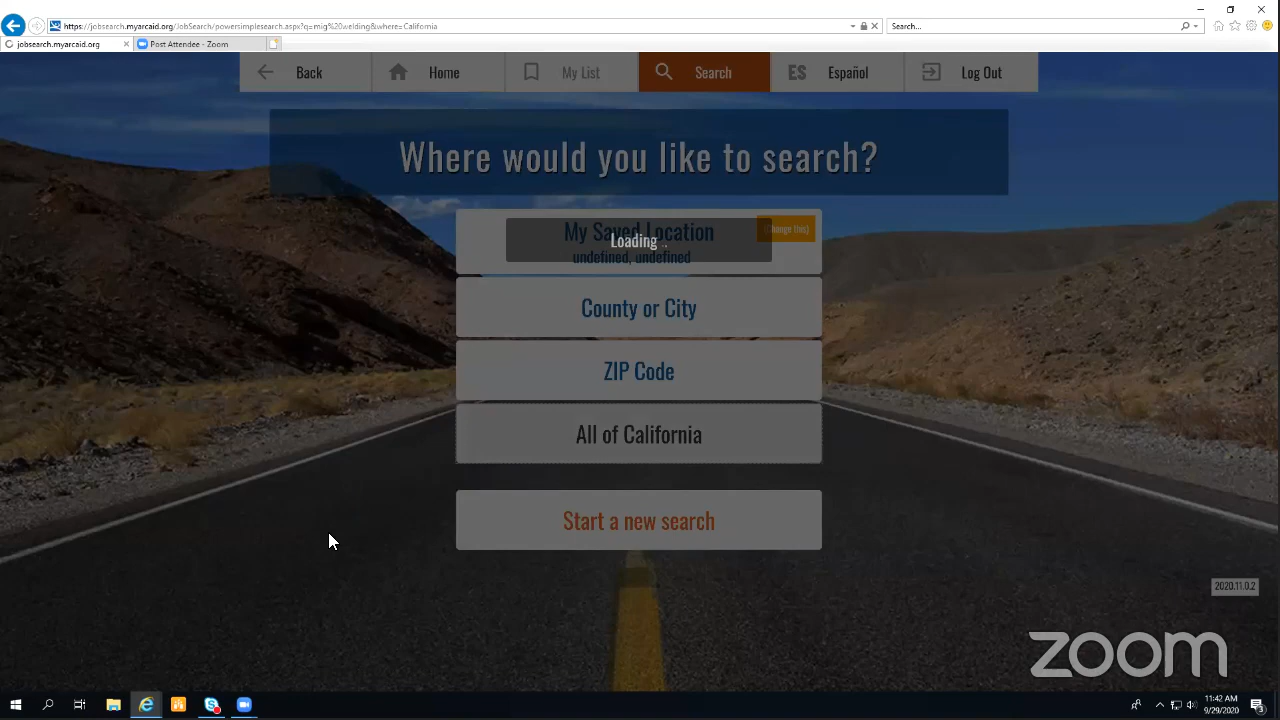 https://jobsearch.myarcaid.org/JobSearch/powersimplesearch.aspx?q=mig%20welding&where=California
Search...
jobsearch.myarcaid.org
Post Attendee - Zoom
Back
Home
My List
Search
ES Español
Log Out
Where would you like to search?
My Saved Location
(Change this)
Loading ..
undefined, undefined
County or City
ZIP Code
All of California
Start a new search
2020.11.0.2
zoom
11:42 AM
9/29/2020